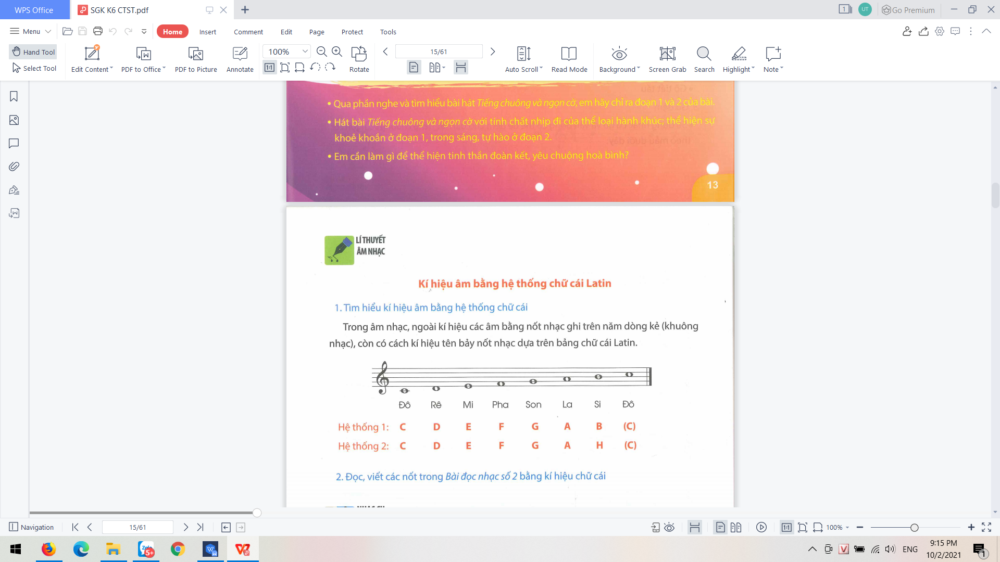 WPS Office
SGK K6 CTST.pdf
1
UT
Go Premium
Menu
Home
Insert
Comment
Edit
Page
Protect
Tools
Hand Tool
Select Tool
Edit Content
PDF to Office
PDF to Picture
Annotate
100%
Rotate
15/61
Auto Scroll
Read Mode
Background
Screen Grab
Search
Highlight
Note
• Qua phần nghe và tìm hiểu bài hát Tiếng chuông và ngọn cờ, em hãy chỉ ra đoạn 1 và 2 của bài.
• Hát bài Tiếng chuông và ngọn cờ với tính chất nhịp đi của thể loại hành khúc; thể hiện sự
khoẻ khoắn ở đoạn 1, trong sáng, tự hào ở đoạn 2.
• Em cần làm gì để thể hiện tinh thần đoàn kết, yêu chuộng hoà bình?
13
LÍ THUYẾT
ÂM NHẠC
Kí hiệu âm bằng hệ thống chữ cái Latin
1. Tìm hiểu kí hiệu âm bằng hệ thống chữ cái
Trong âm nhạc, ngoài kí hiệu các âm bằng nốt nhạc ghi trên năm dòng kẻ (khuông
nhạc), còn có cách kí hiệu tên bảy nốt nhạc dựa trên bảng chữ cái Latin.
Đô Rê Mi Pha Son La Si Đô
Hệ thống 1: C D E F G A B (C)
Hệ thống 2: C D E F G A H (C)
2. Đọc, viết các nốt trong Bài đọc nhạc số 2 bằng kí hiệu chữ cái
Navigation
15/61
100%
ENG
9:15 PM
10/2/2021
1